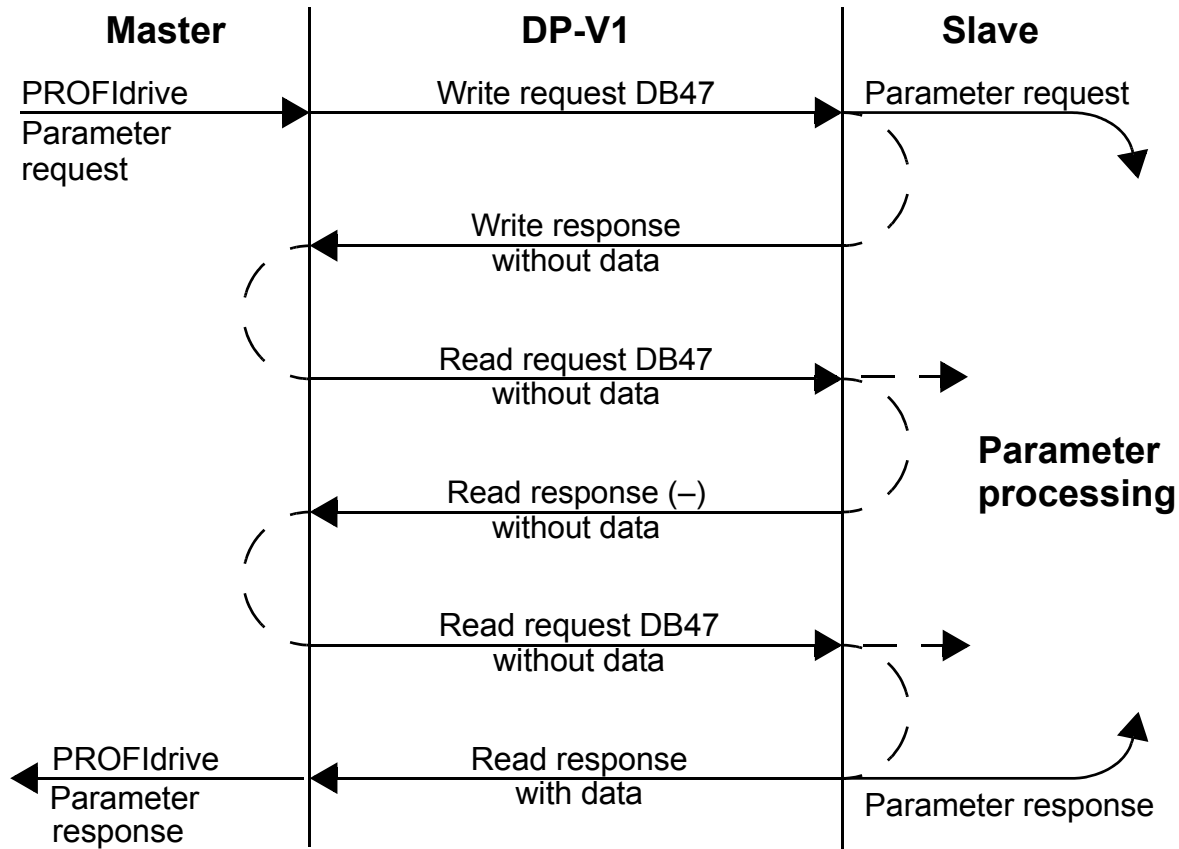 Master
DP-V1
Slave
PROFIdrive
Write request DB47
Parameter request
Parameter
request
Write response
without data
Read request DB47
without data
Parameter
processing
Read response (–)
without data
Read request DB47
without data
PROFIdrive
Read response
Parameter
response
with data
Parameter response